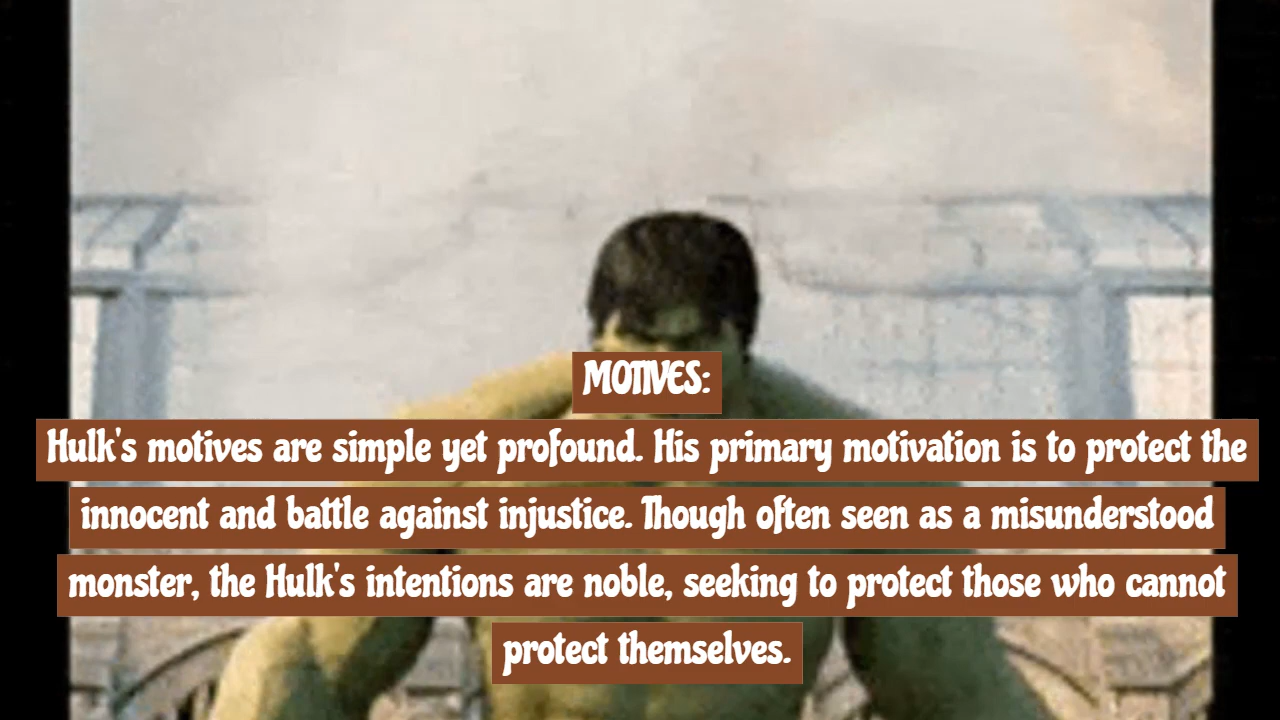 MOTIVES:
Hulk's motives are simple yet profound. His primary motivation is to protect the
innocent and battle against injustice. Though often seen as a misunderstood
monster, the Hulk's intentions are noble, seeking to protect those who cannot
protect themselves.